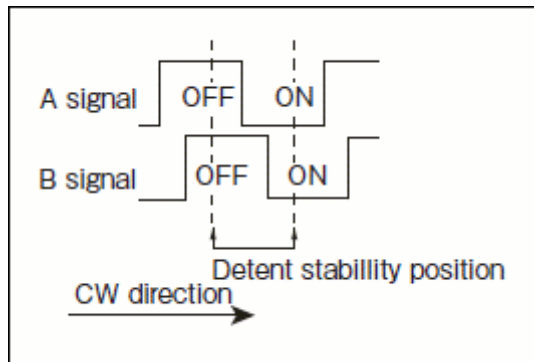 A signal OFF ON
B signal OFF ON
Detent stabillity position
CW direction